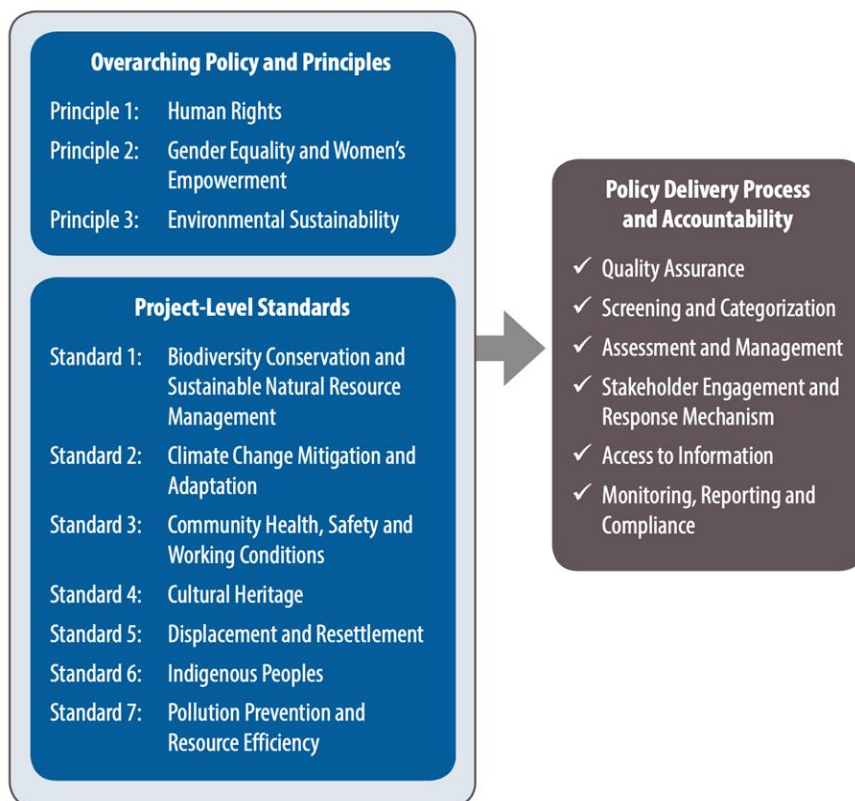 Overarching Policy and Principles
Principle 1: Human Rights
Principle 2: Gender Equality and Women's
Empowerment
Principle 3: Environmental Sustainability
Project-Level Standards
Standard 1: Biodiversity Conservation and
Sustainable Natural Resource
Management
Standard 2: Climate Change Mitigation and
Adaptation
Standard 3: Community Health, Safety and
Working Conditions
Standard 4: Cultural Heritage
Standard 5: Displacement and Resettlement
Standard 6: Indigenous Peoples
Standard 7: Pollution Prevention and
Resource Efficiency
Policy Delivery Process
and Accountability
✓ Quality Assurance
✓ Screening and Categorization
✓ Assessment and Management
✓ Stakeholder Engagement and
Response Mechanism
✓ Access to Information
✓ Monitoring, Reporting and
Compliance